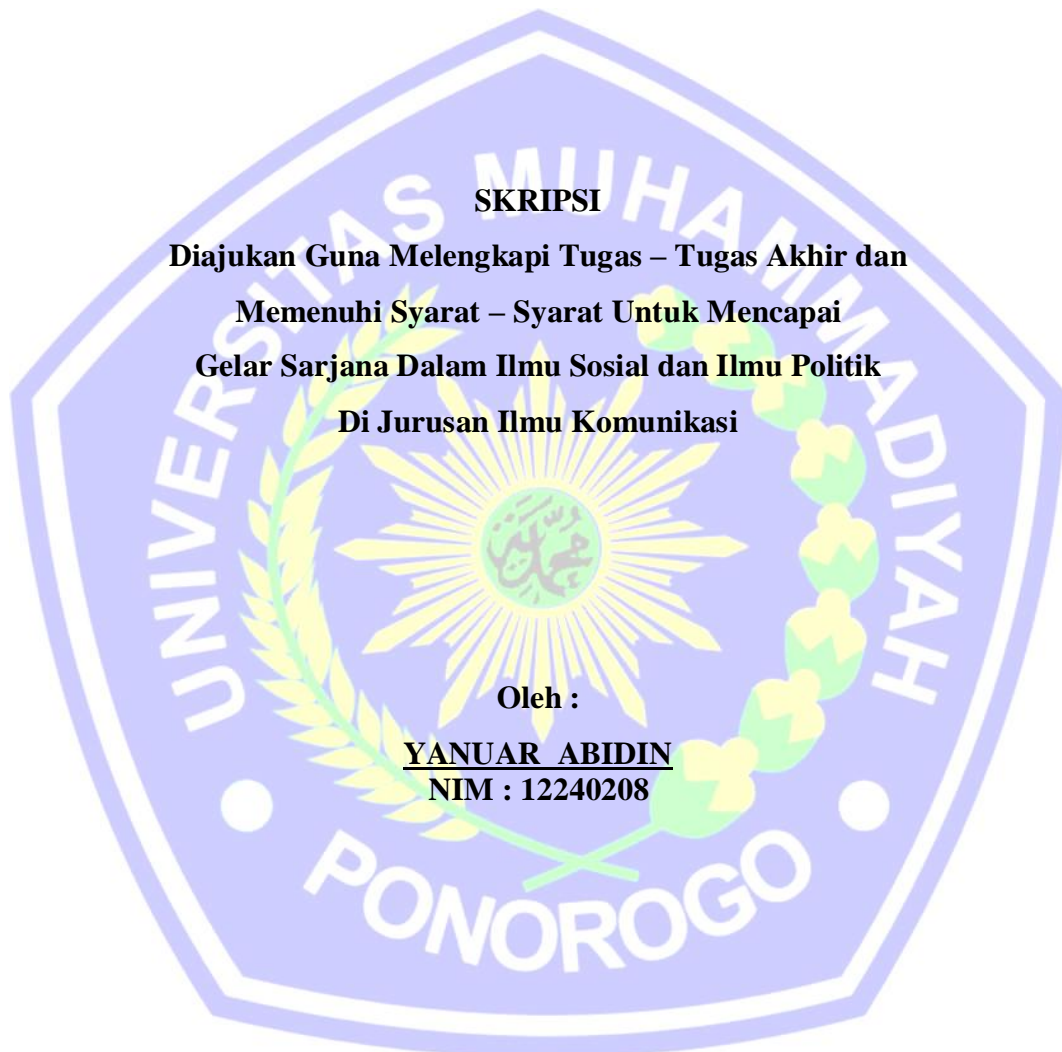 SKRIPSI
Diajukan Guna Melengkapi Tugas – Tugas Akhir dan
Memenuhi Syarat – Syarat Untuk Mencapai
Gelar Sarjana Dalam Ilmu Sosial dan Ilmu Politik
Di Jurusan Ilmu Komunikasi
Oleh :
YANUAR ABIDIN
NIM : 12240208
UNIVERSITAS MUHAMMADIYAH
PONOROGO
محمدية